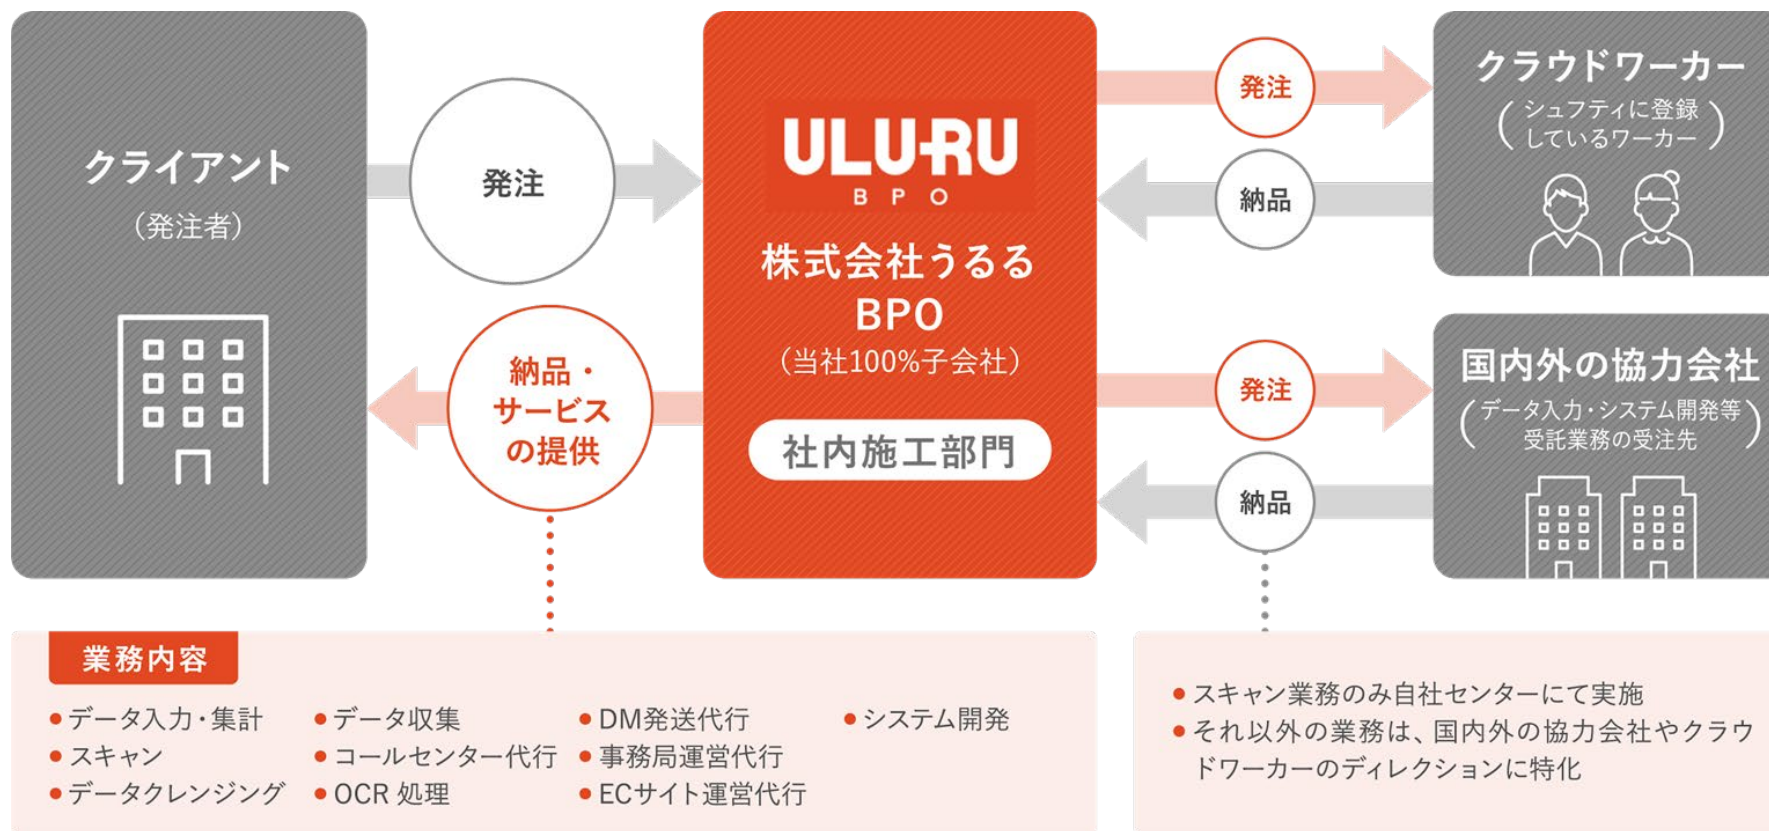 クライアント
（発注者）
発注
納品・
サービス
の提供
ULURU
BPO
株式会社うるる
BPO
（当社100%子会社）
社内施工部門
発注
納品
クラウドワーカー
（シュフティに登録
しているワーカー）
発注
納品
国内外の協力会社
（データ入力・システム開発等
受託業務の受注先）
業務内容
●データ入力・集計
●スキャン
●データクレンジング
●データ収集
●コールセンター代行
●OCR 処理
●DM発送代行
●事務局運営代行
●ECサイト運営代行
●システム開発
●スキャン業務のみ自社センターにて実施
●それ以外の業務は、国内外の協力会社やクラウ
ドワーカーのディレクションに特化